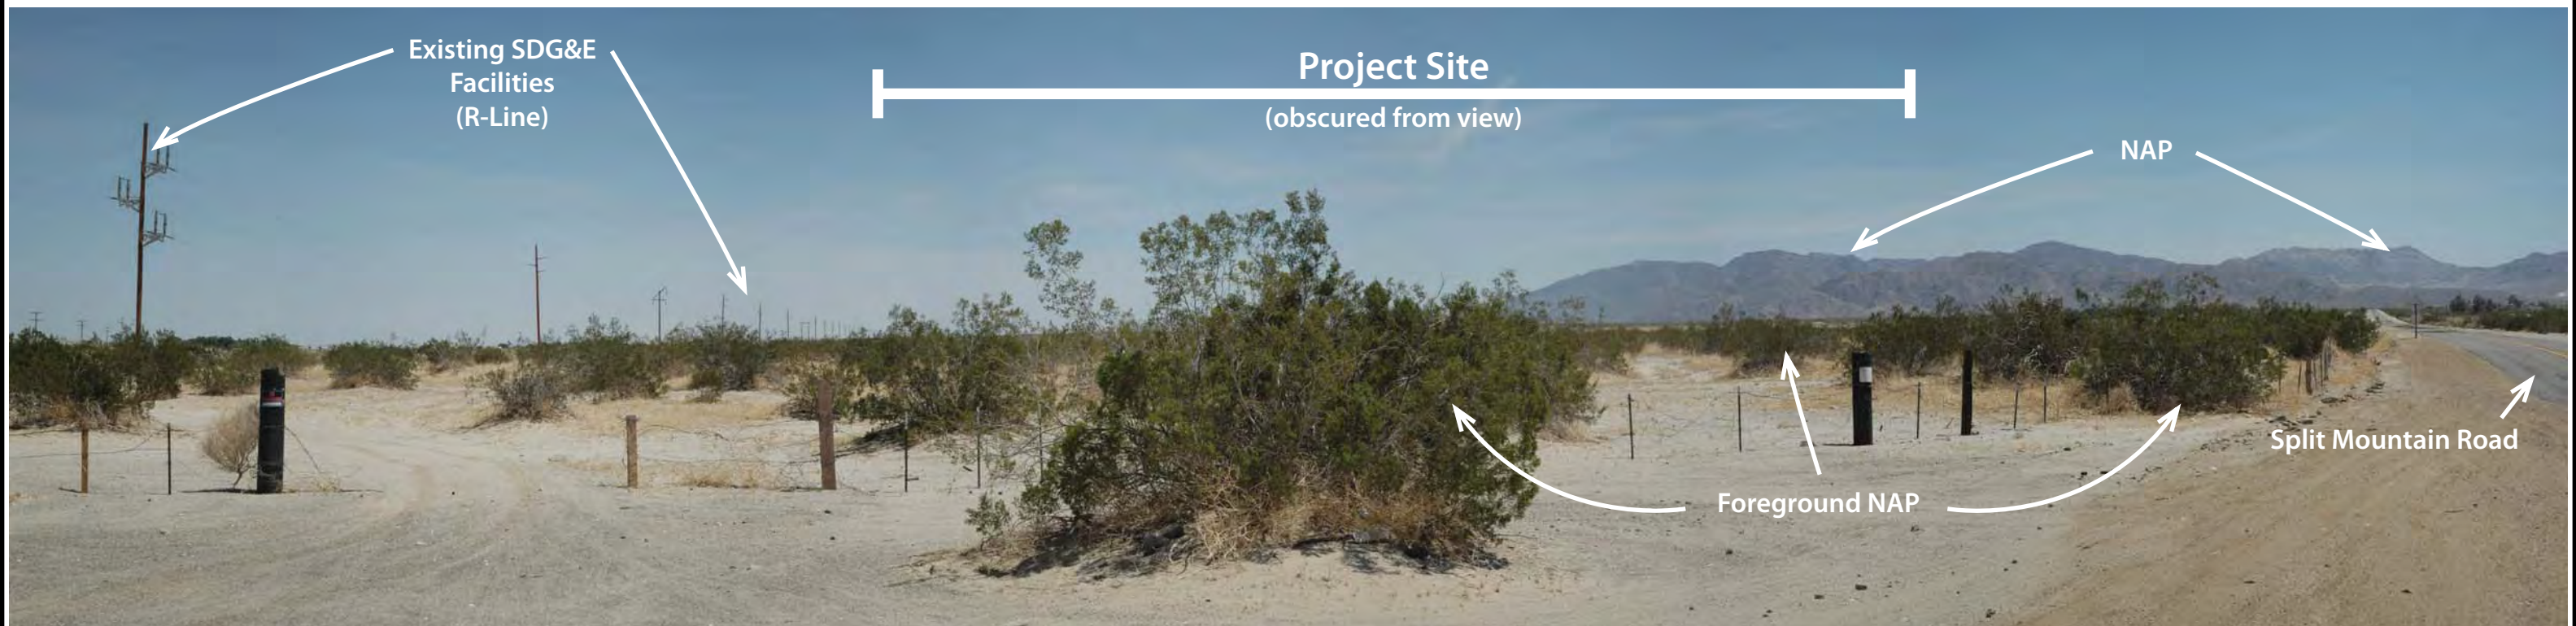 Existing SDG&E
Facilities
(R-Line)
Project Site
(obscured from view)
NAP
Split Mountain Road
Foreground NAP